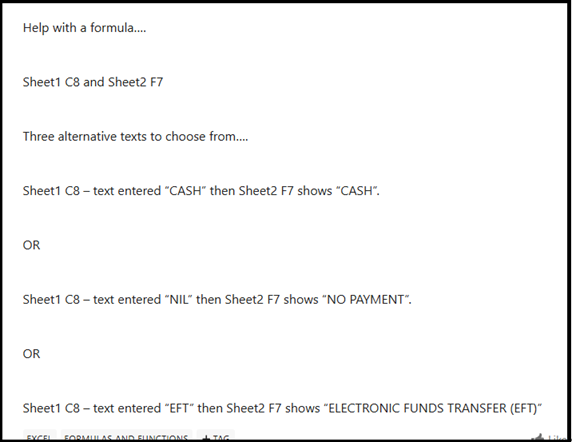 Help with a formula....
Sheet1 C8 and Sheet2 F7
Three alternative texts to choose from....
Sheet1 C8 – text entered “CASH” then Sheet2 F7 shows “CASH”.
OR
Sheet1 C8 – text entered “NIL” then Sheet2 F7 shows “NO PAYMENT”.
OR
Sheet1 C8 – text entered “EFT” then Sheet2 F7 shows “ELECTRONIC FUNDS TRANSFER (EFT)”
EXCEL FORMULAS AND FUNCTIONS + TAG Like